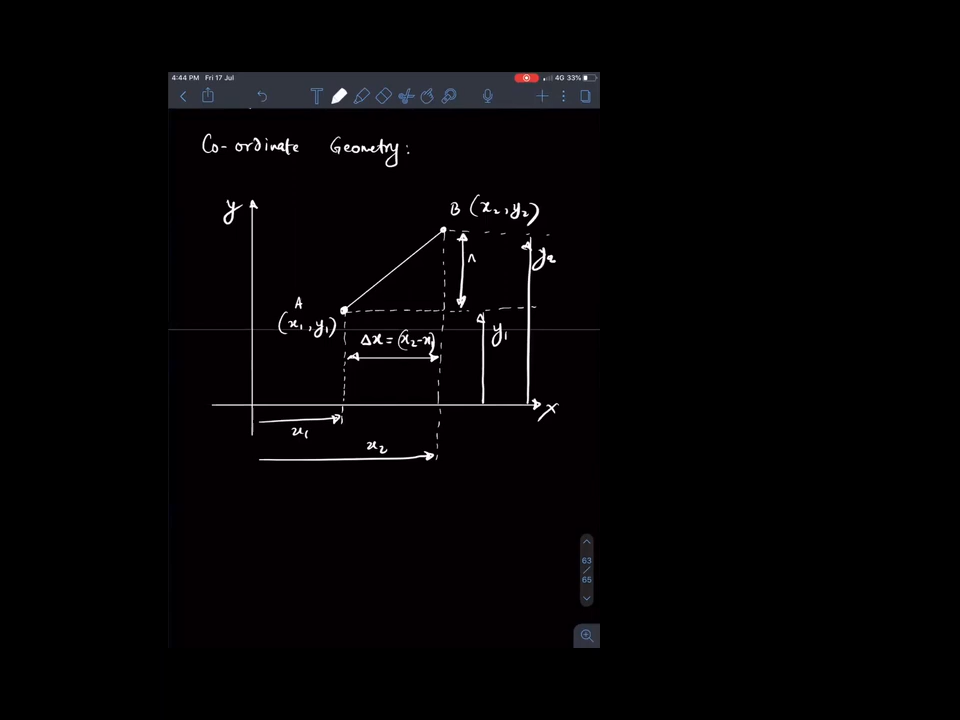 4:44 PM Fri 17 Jul
4G 33%
T
Co-ordinate Geometry:
y
B (x₂, y₂)
y₂
A
(x₁, y₁)
y₁
Δx = (x₂-x)
x
x₁
x₂
63
/
65